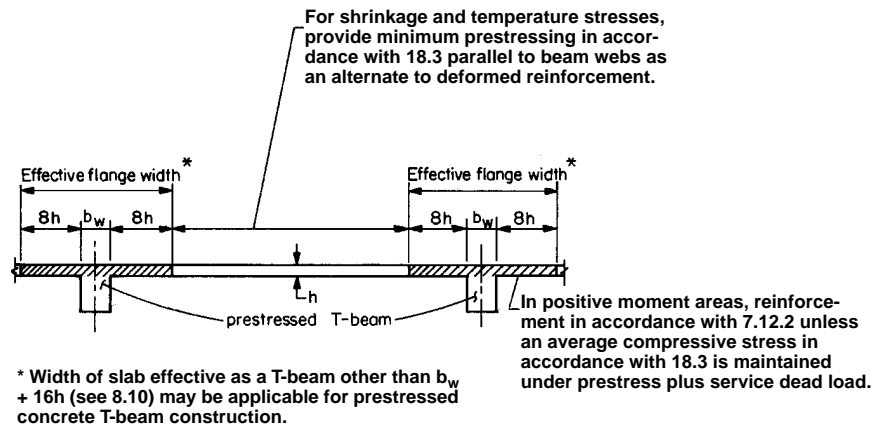 For shrinkage and temperature stresses,
provide minimum prestressing in accor-
dance with 18.3 parallel to beam webs as
an alternate to deformed reinforcement.
Effective flange width*
Effective flange width*
8h
bw
8h
8h
bw
8h
h
prestressed T-beam
In positive moment areas, reinforce-
ment in accordance with 7.12.2 unless
an average compressive stress in
accordance with 18.3 is maintained
under prestress plus service dead load.
* Width of slab effective as a T-beam other than bw
+ 16h (see 8.10) may be applicable for prestressed
concrete T-beam construction.